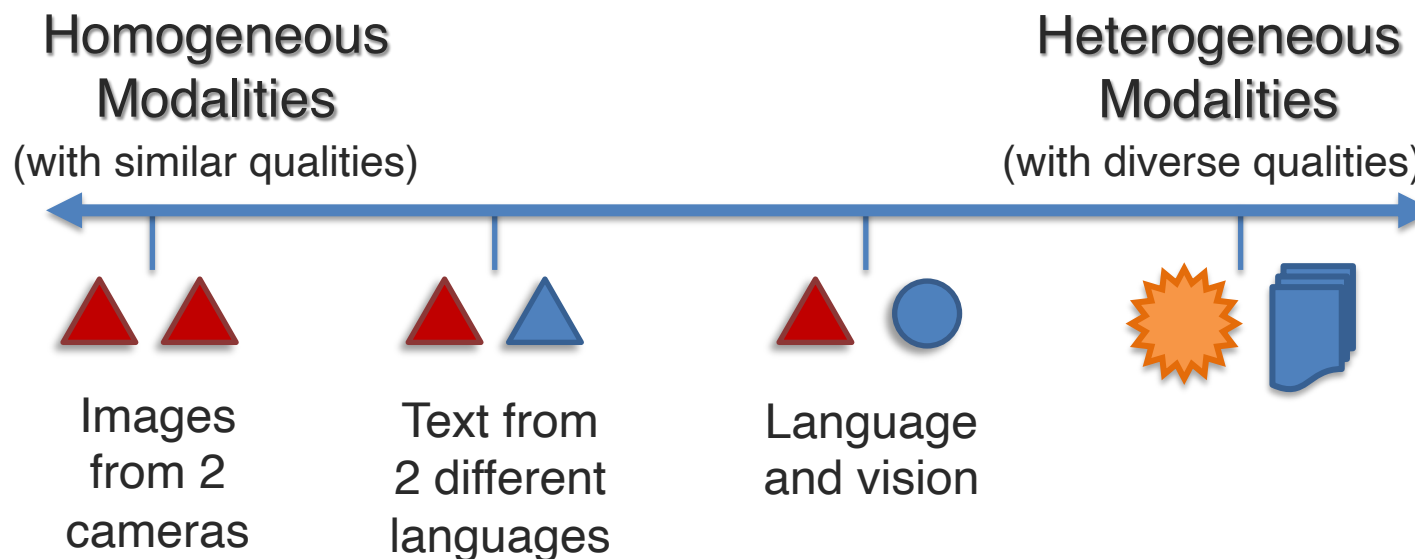 Homogeneous
Modalities
(with similar qualities)
Heterogeneous
Modalities
(with diverse qualities)
Images
from 2
cameras
Text from
2 different
languages
Language
and vision